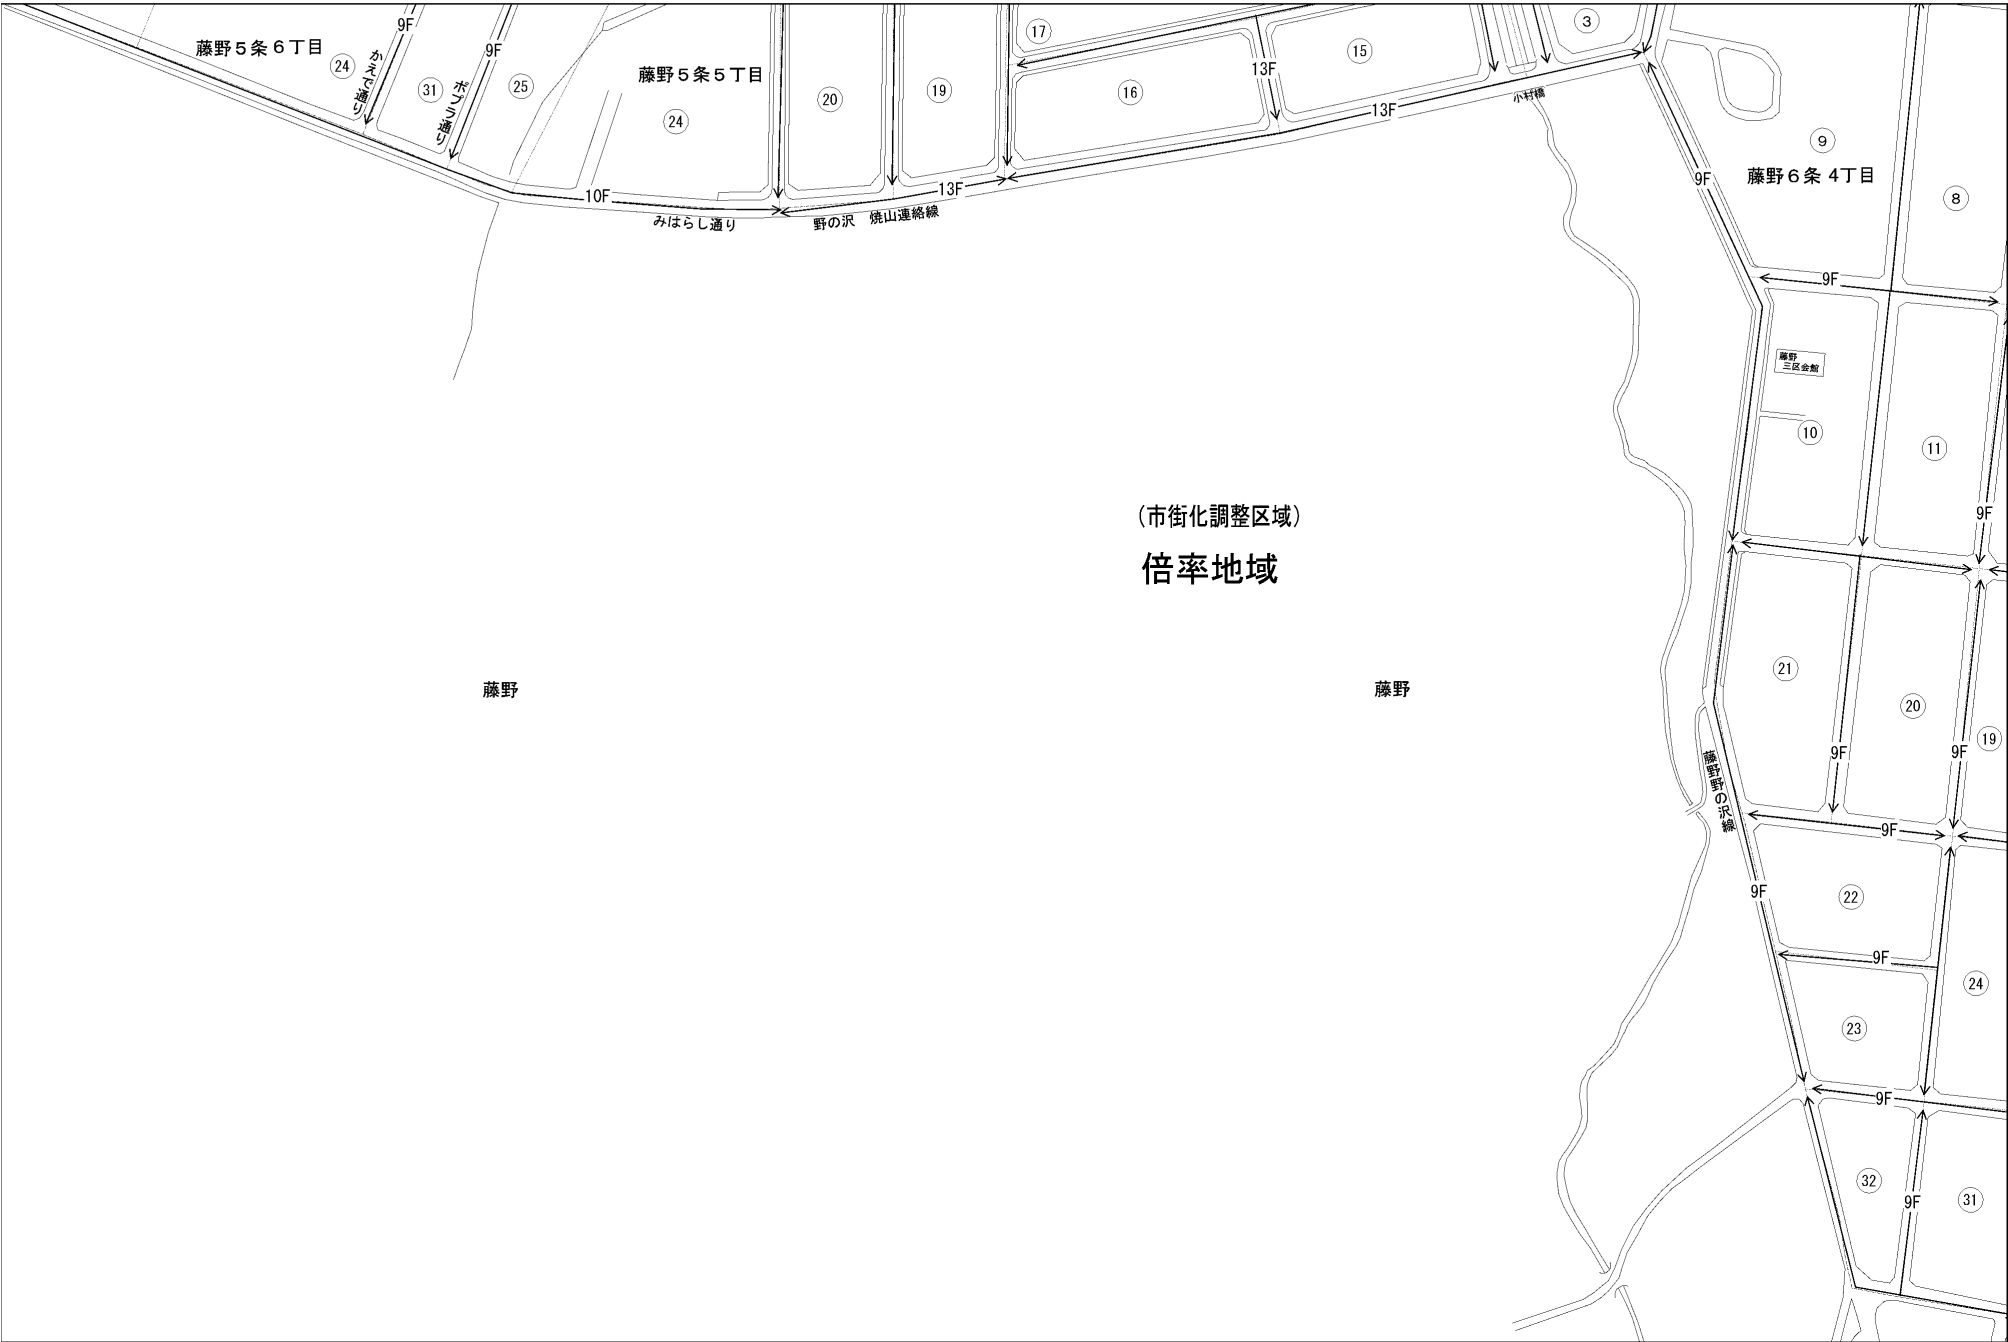 藤野５条６丁目
㉔
かえで通り
9F
㉛
ポプラ通り
9F
㉕
藤野５条５丁目
㉔
10F
みはらし通り
⑳
野の沢　焼山連絡線
⑲
13F
⑰
⑯
13F
⑮
13F
小村橋
③
9F
⑨
藤野６条４丁目
⑧
9F
藤野
三区会館
⑩
⑪
9F
（市街化調整区域）
倍率地域
藤野
藤野
㉑
⑳
⑲
9F
9F
藤野野の沢線
9F
9F
㉒
9F
㉔
㉓
9F
㉜
9F
㉛